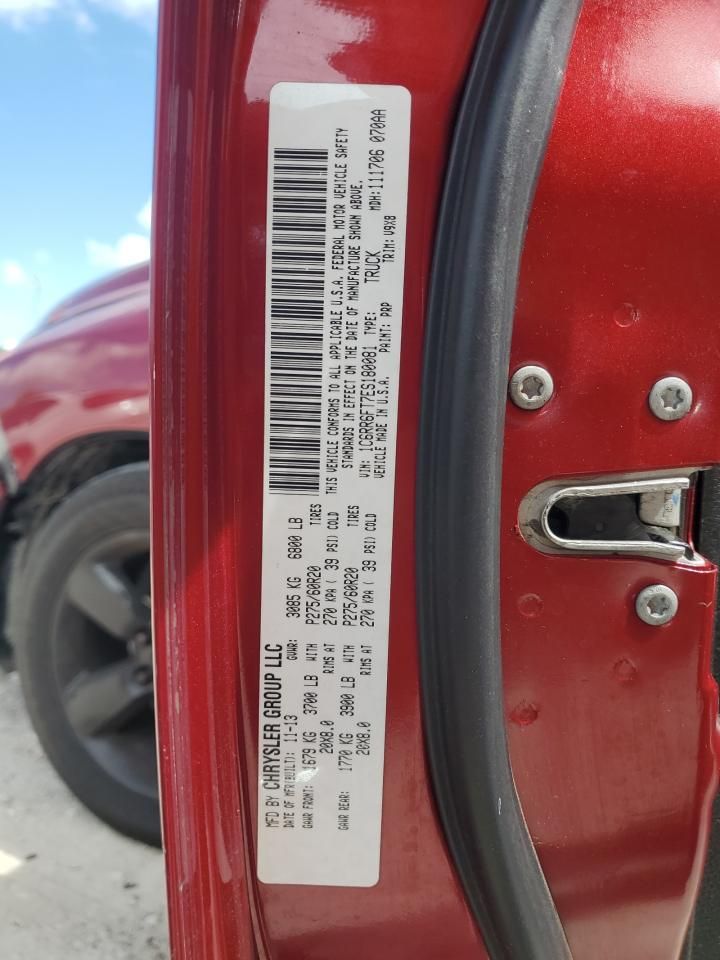 MFD BY CHRYSLER GROUP LLC
DATE OF MFR(BUILT): 11-13 GVWR: 3085 KG 6800 LB
GAWR FRONT: 1679 KG 3700 LB WITH P275/60R20 TIRES
20X8.0 RIMS AT 270 KPA ( 39 PSI) COLD
GAWR REAR: 1770 KG 3900 LB WITH P275/60R20 TIRES
20X8.0 RIMS AT 270 KPA ( 39 PSI) COLD
THIS VEHICLE CONFORMS TO ALL APPLICABLE U.S.A. FEDERAL MOTOR VEHICLE SAFETY
STANDARDS IN EFFECT ON THE DATE OF MANUFACTURE SHOWN ABOVE.
VIN: 1C6RR6FT7ES180081 TYPE: TRUCK MDH: 111706 070AA
VEHICLE MADE IN U.S.A. PAINT: PRP TRIM: V9X8